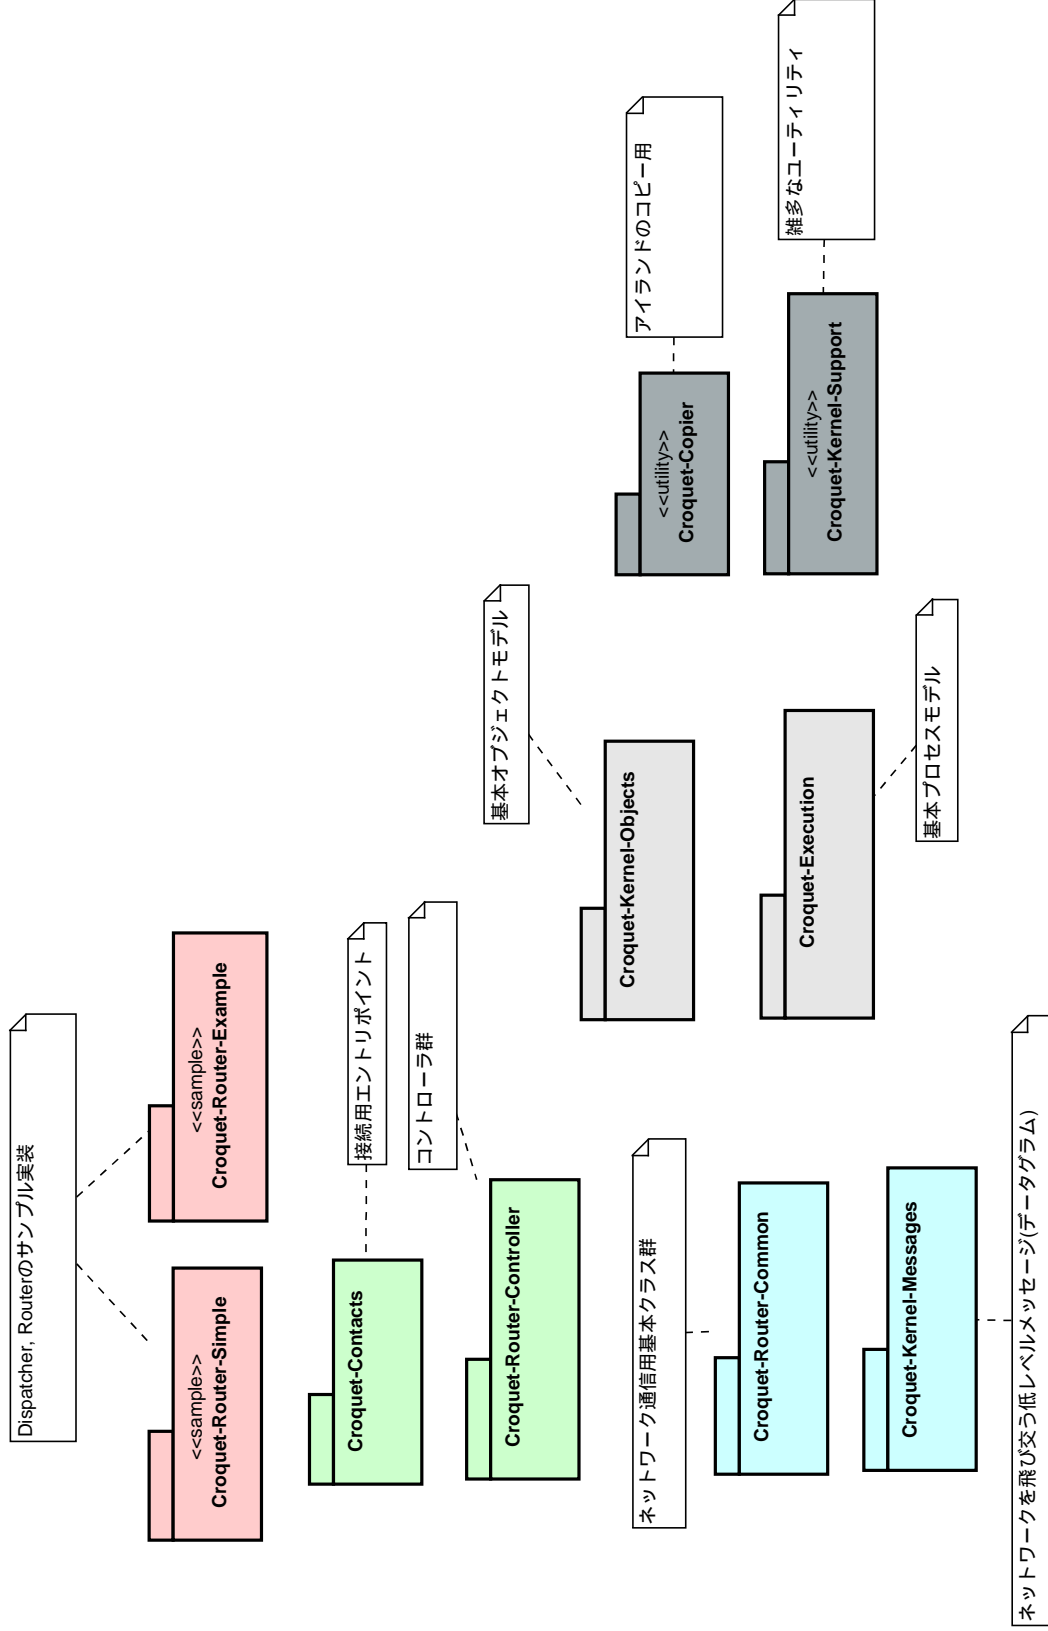 Dispatcher, Routerのサンプル実装
<<sample>>
Croquet-Router-Simple
<<sample>>
Croquet-Router-Example
Croquet-Contacts
接続用エントリポイント
Croquet-Router-Controller
コントローラ群
基本オブジェクトモデル
Croquet-Kernel-Objects
アイランドのコピー用
<<utility>>
Croquet-Copier
ネットワーク通信用基本クラス群
Croquet-Router-Common
Croquet-Execution
基本プロセスモデル
雑多なユーティリティ
<<utility>>
Croquet-Kernel-Support
Croquet-Kernel-Messages
ネットワークを飛び交う低レベルメッセージ(データグラム)